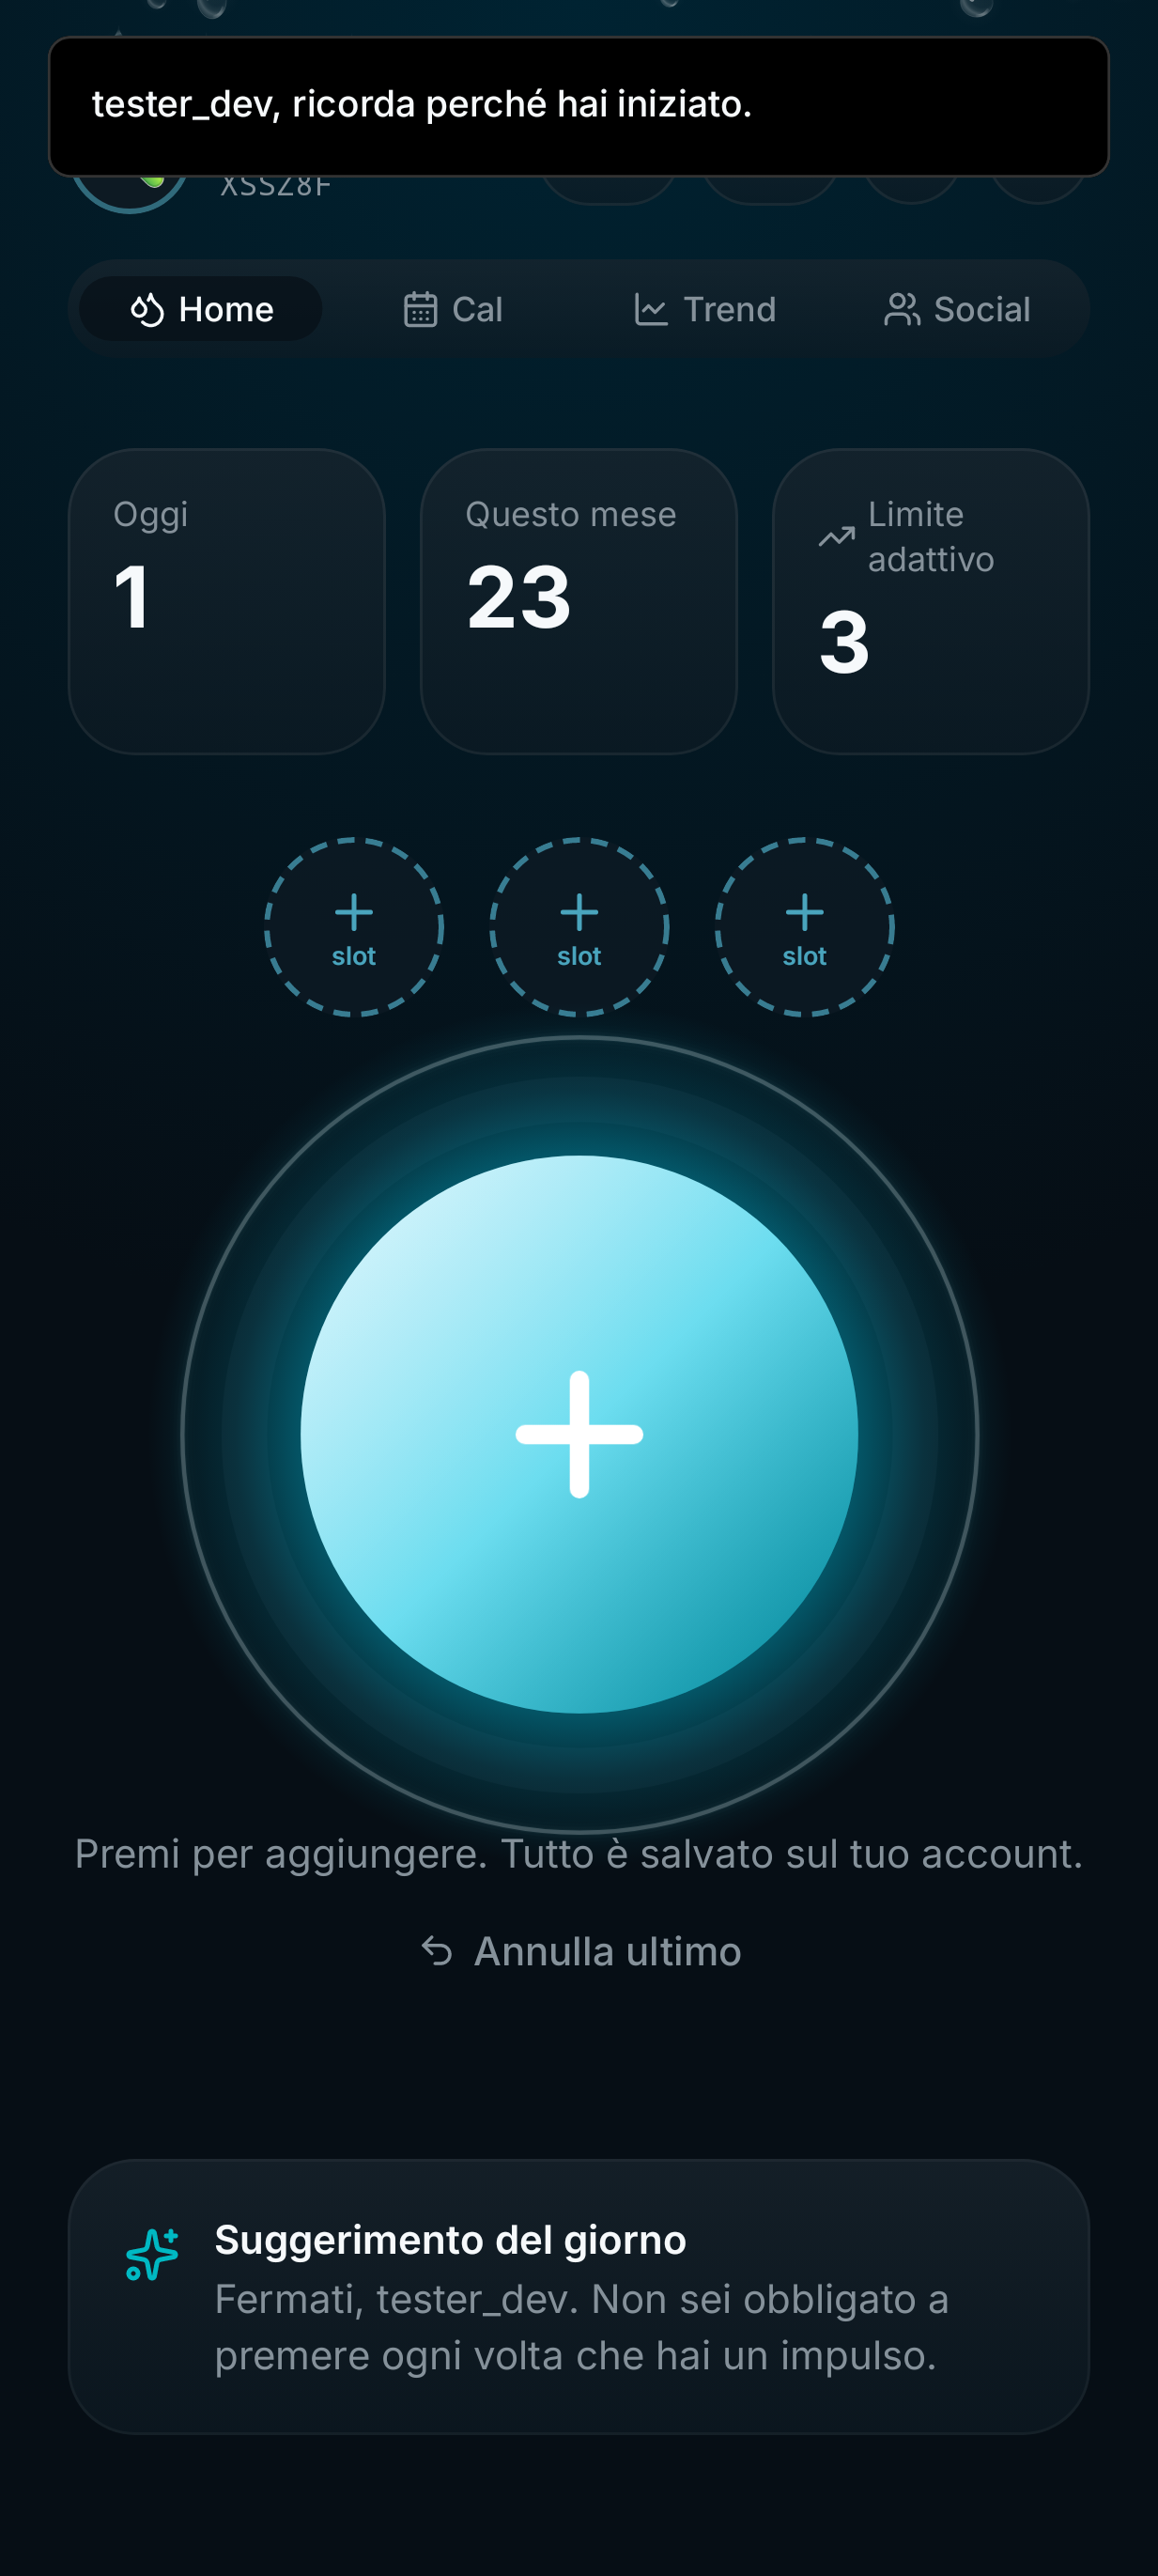 tester_dev, ricorda perché hai iniziato.
XSSZ8F
Home
Cal
Trend
Social
Oggi
1
Questo mese
23
Limite
adattivo
3
slot
slot
slot
Premi per aggiungere. Tutto è salvato sul tuo account.
Annulla ultimo
Suggerimento del giorno
Fermati, tester_dev. Non sei obbligato a
premere ogni volta che hai un impulso.